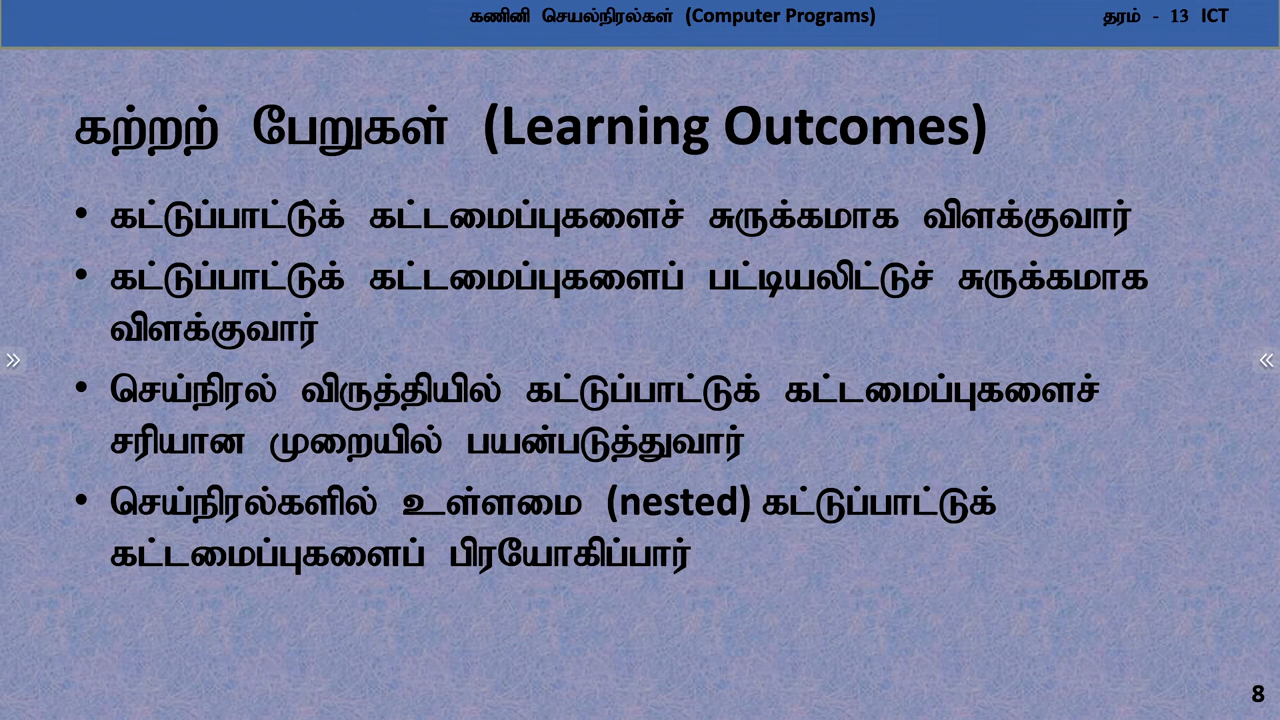 கணினி செயல்நிரல்கள் (Computer Programs)
தரம் - 13 ICT
கற்றற் பேறுகள் (Learning Outcomes)
• கட்டுப்பாட்டுக் கட்டமைப்புகளைச் சுருக்கமாக விளக்குவார்
• கட்டுப்பாட்டுக் கட்டமைப்புகளைப் பட்டியலிட்டுச் சுருக்கமாக
விளக்குவார்
• செய்நிரல் விருத்தியில் கட்டுப்பாட்டுக் கட்டமைப்புகளைச்
சரியான முறையில் பயன்படுத்துவார்
• செய்நிரல்களில் உள்ளமை (nested) கட்டுப்பாட்டுக்
கட்டமைப்புகளைப் பிரயோகிப்பார்
8